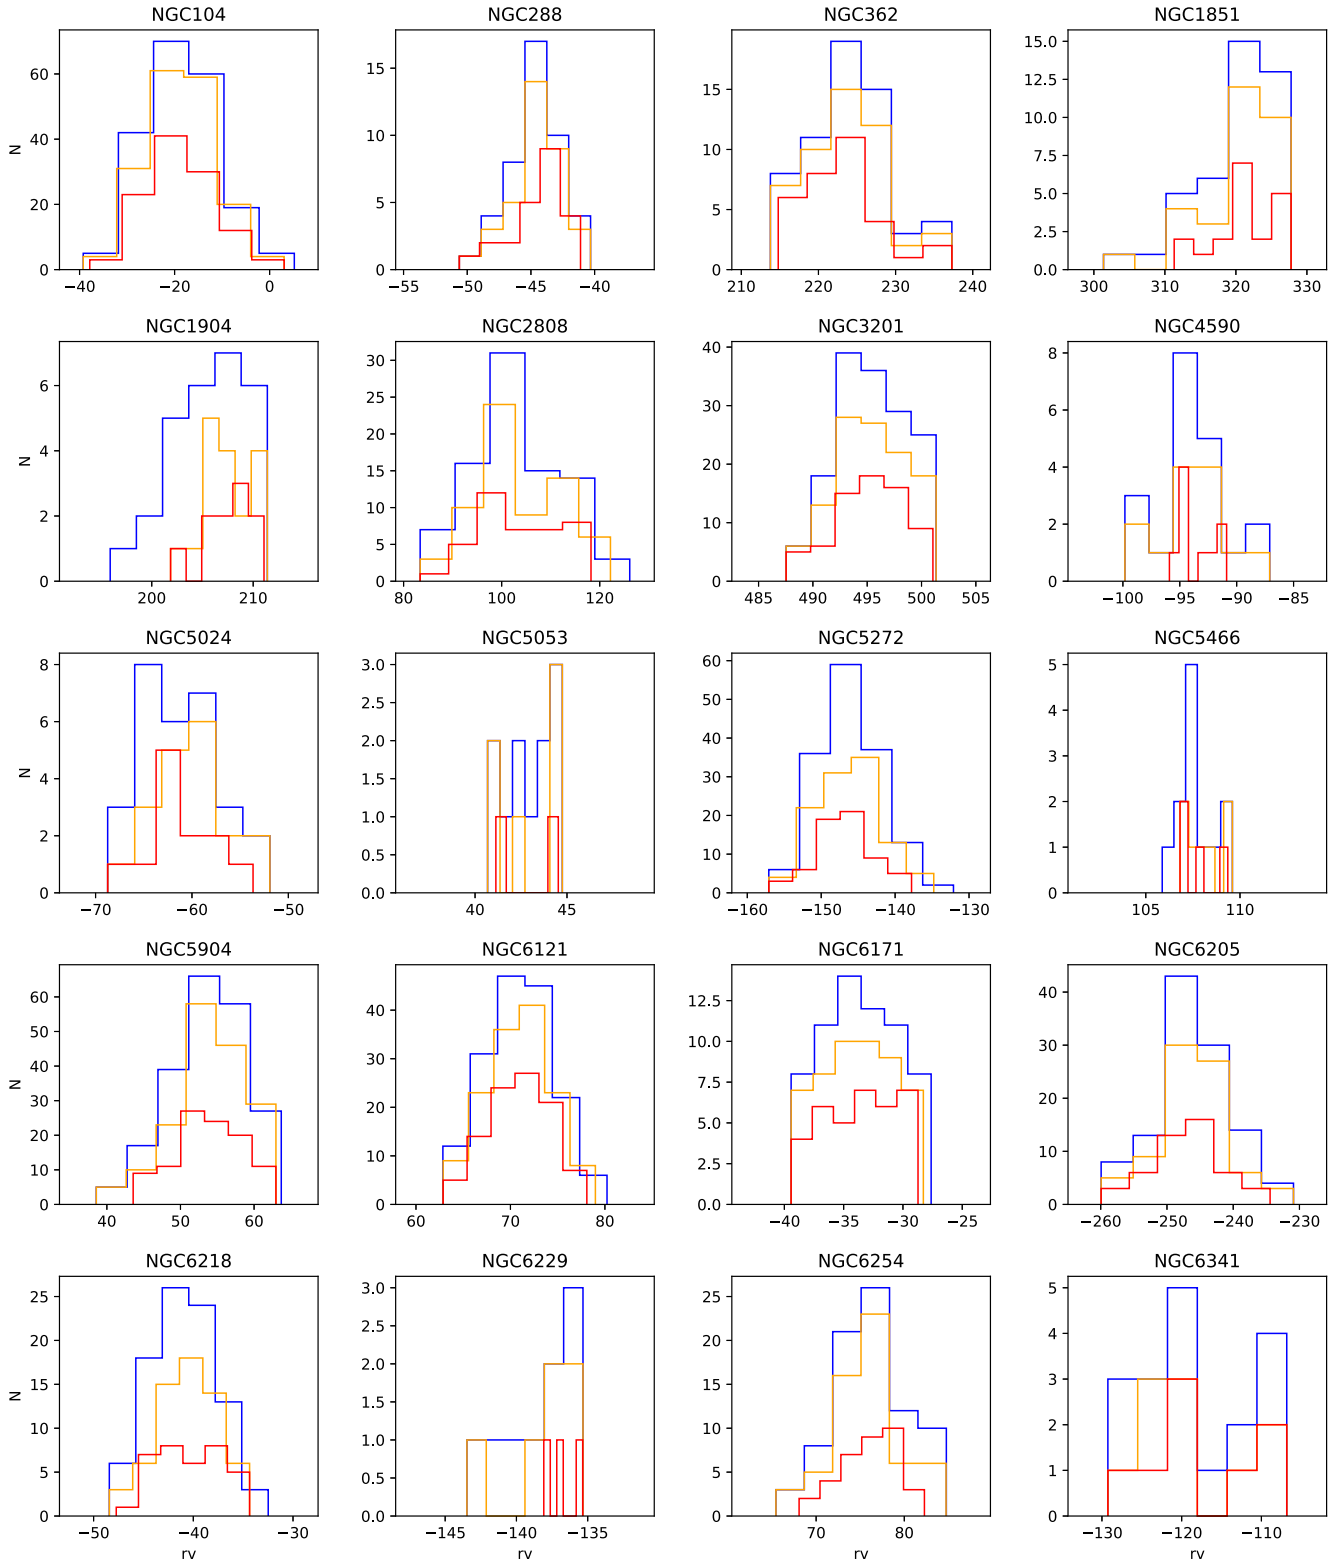 NGC104 NGC288 NGC362 NGC1851
N
60 40 20 0
15 10 5 0
15 10 5 0
15.0 12.5 10.0 7.5 5.0 2.5 0.0
−40 −20 0
−55 −50 −45 −40
210 220 230 240
300 310 320 330
NGC1904 NGC2808 NGC3201 NGC4590
N
6 4 2 0
30 25 20 15 10 5 0
40 30 20 10 0
8 6 4 2 0
200 210
80 100 120
485 490 495 500 505
−100 −95 −90 −85
NGC5024 NGC5053 NGC5272 NGC5466
N
8 6 4 2 0
3.0 2.5 2.0 1.5 1.0 0.5 0.0
60 50 40 30 20 10 0
5 4 3 2 1 0
−70 −60 −50
40 45
−160 −150 −140 −130
105 110
NGC5904 NGC6121 NGC6171 NGC6205
N
60 50 40 30 20 10 0
40 30 20 10 0
12.5 10.0 7.5 5.0 2.5 0.0
40 30 20 10 0
40 50 60
60 70 80
−40 −35 −30 −25
−260 −250 −240 −230
NGC6218 NGC6229 NGC6254 NGC6341
N
25 20 15 10 5 0
3.0 2.5 2.0 1.5 1.0 0.5 0.0
25 20 15 10 5 0
5 4 3 2 1 0
−50 −40 −30
−145 −140 −135
70 80
−130 −120 −110
rv rv rv rv